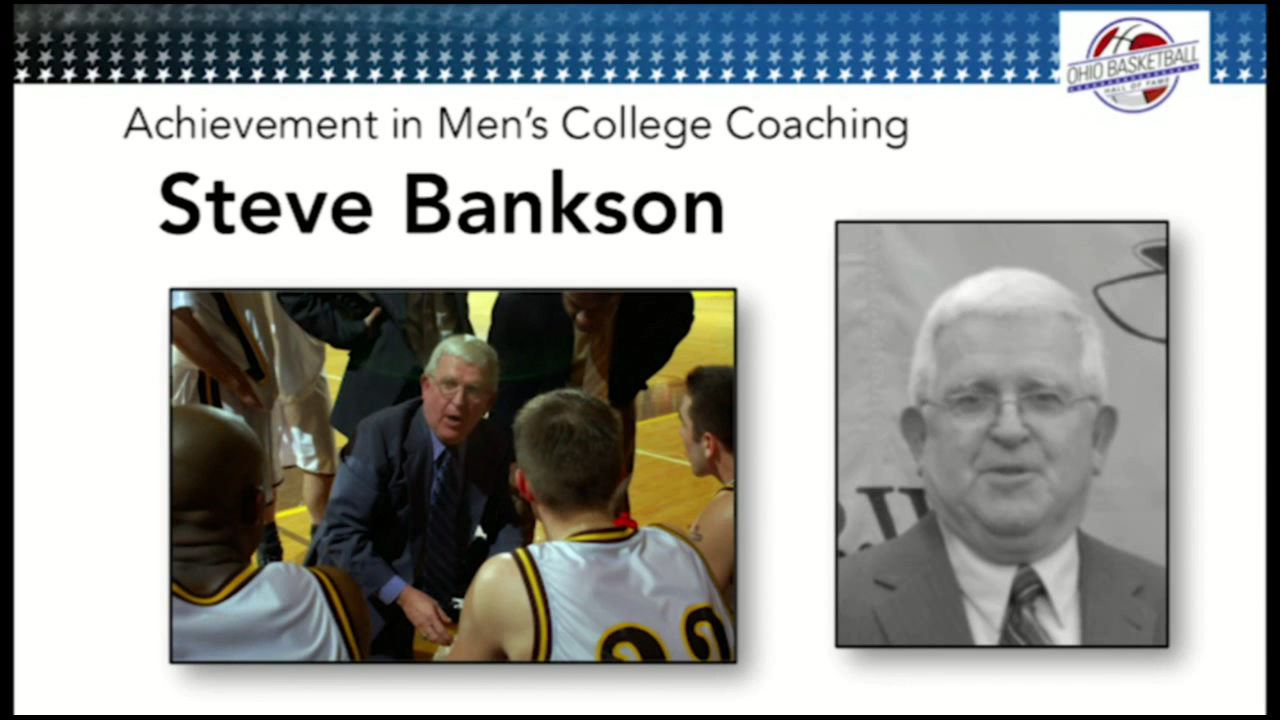 OHIO BASKETBALL
HALL OF FAME
Achievement in Men's College Coaching
Steve Bankson